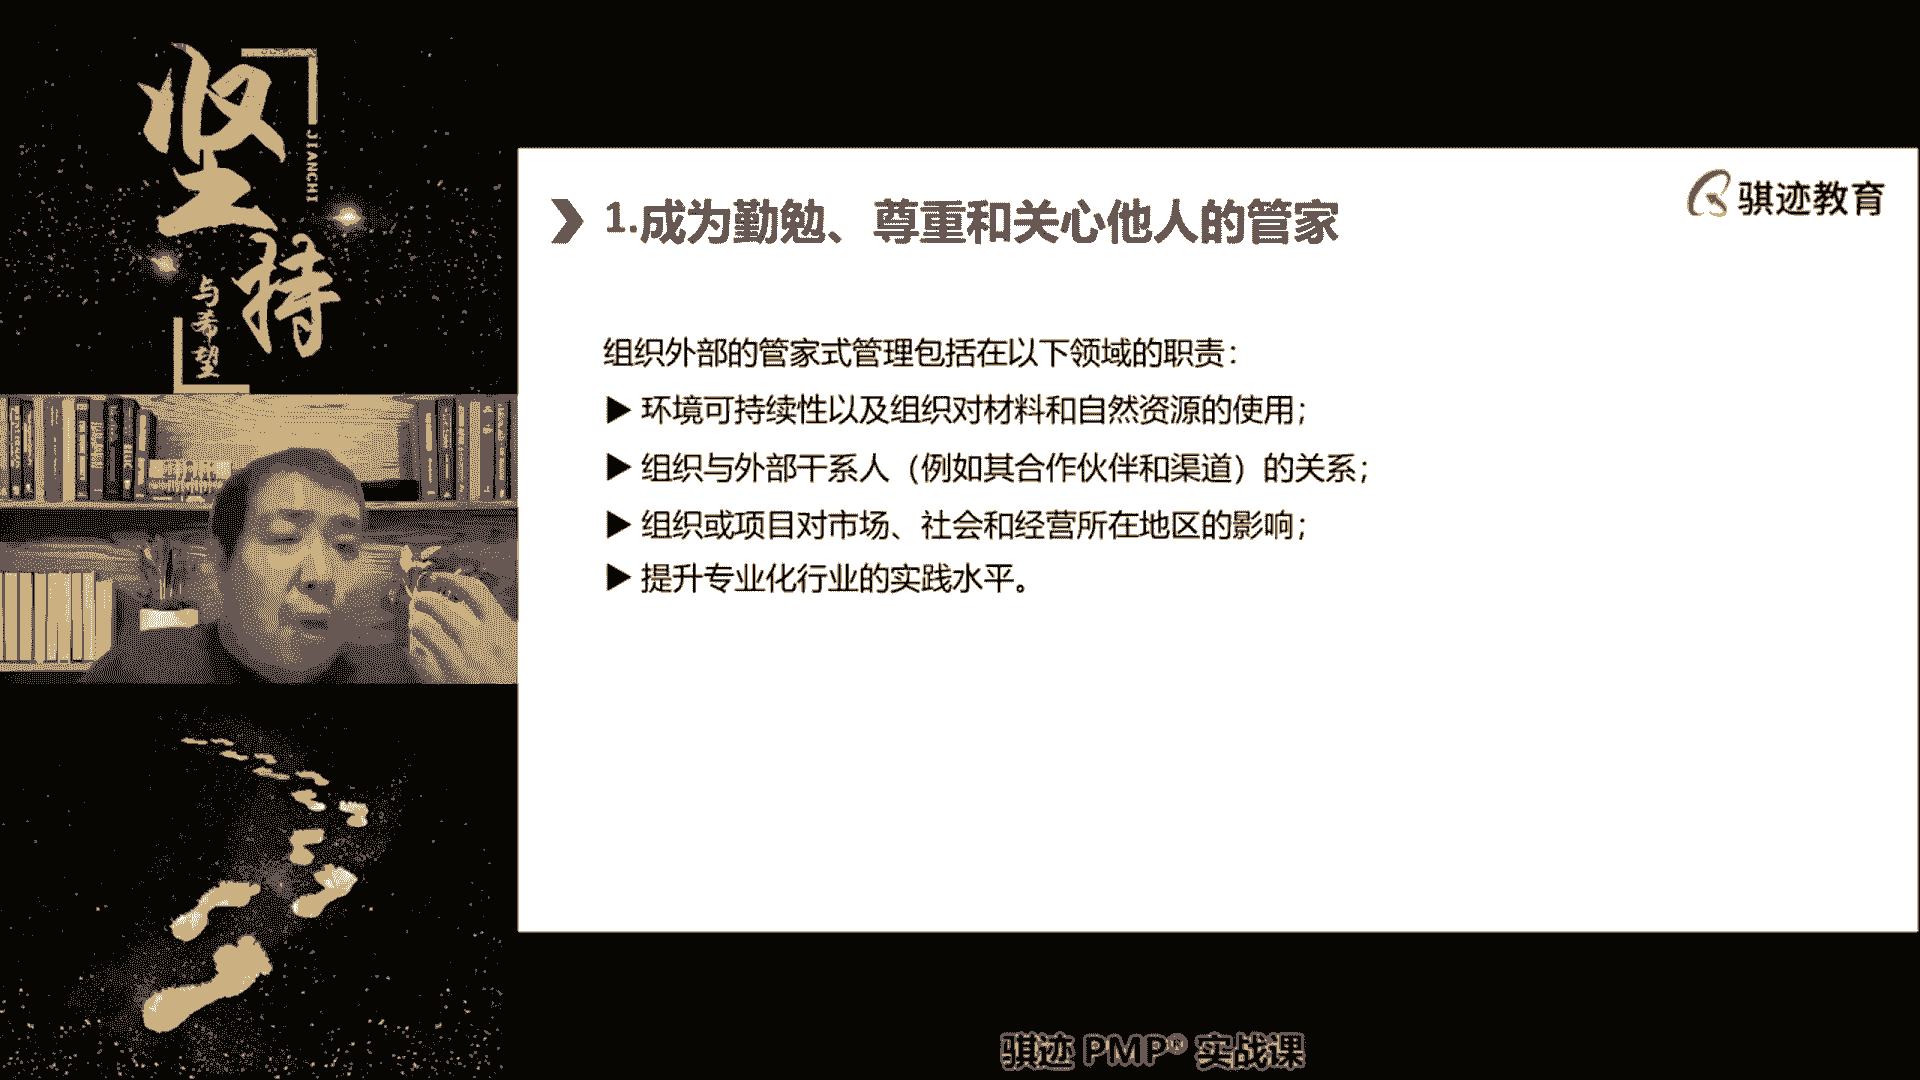 坚持
JIANCHI
与希望
骐迹教育
1.成为勤勉、尊重和关心他人的管家
组织外部的管家式管理包括在以下领域的职责：
▶ 环境可持续性以及组织对材料和自然资源的使用；
▶ 组织与外部干系人（例如其合作伙伴和渠道）的关系；
▶ 组织或项目对市场、社会和经营所在地区的影响；
▶ 提升专业化行业的实践水平。
骐迹 PMP® 实战课